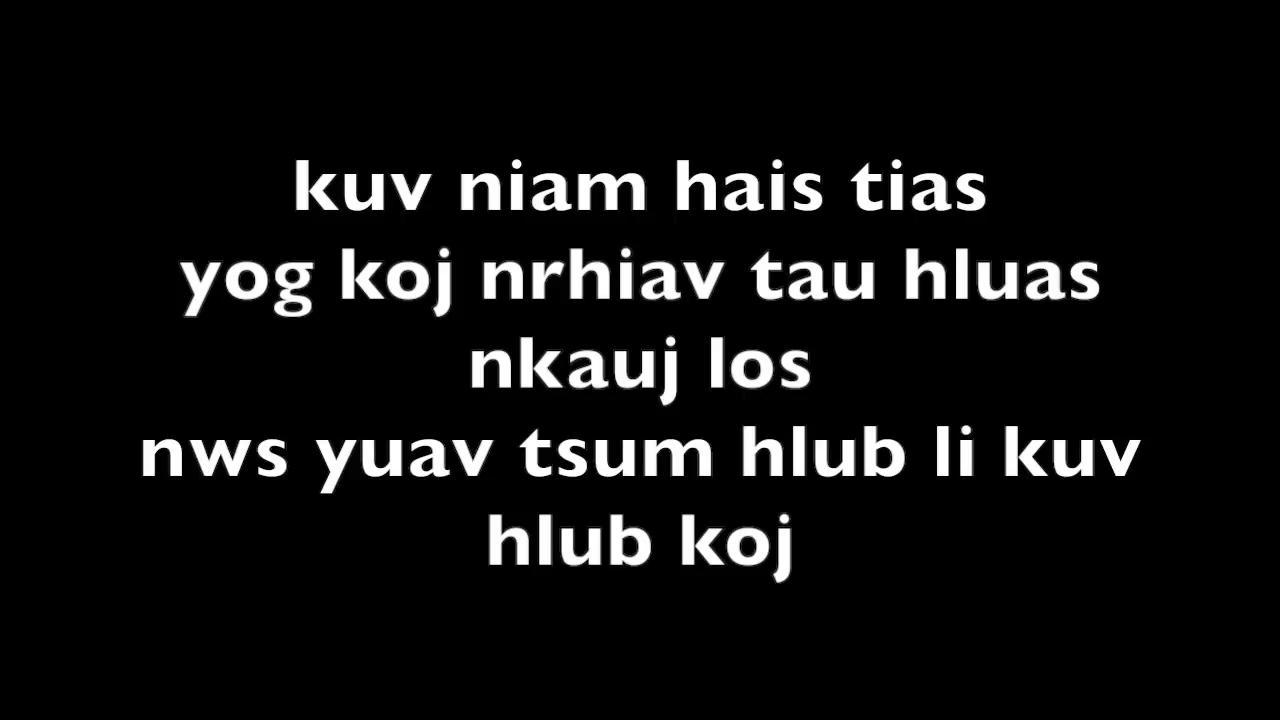 kuv niam hais tias
yog koj nrhiav tau hluas
nkauj los
nws yuav tsum hlub li kuv
hlub koj